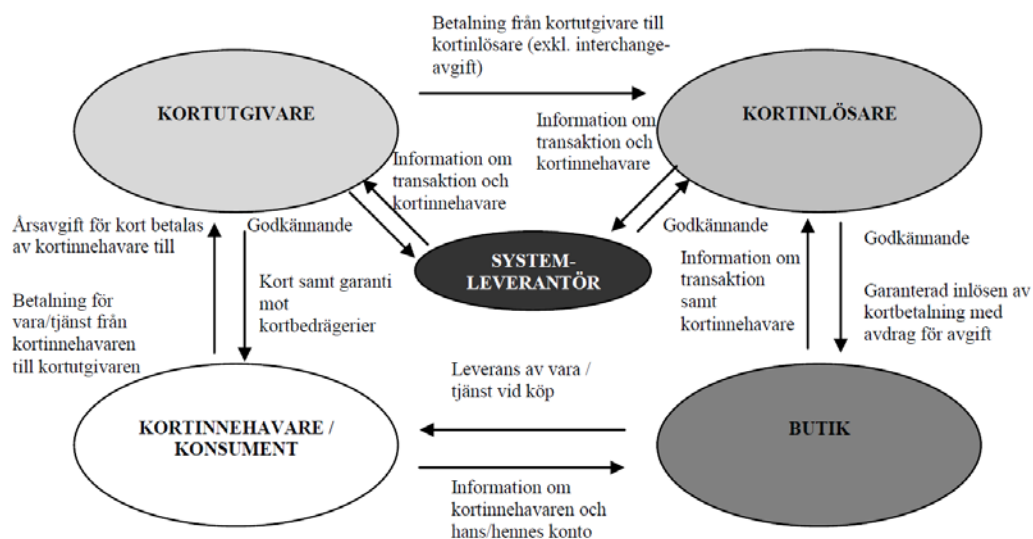 Betalning från kortutgivare till
kortinlösare (exkl. interchange-
avgift)
KORTUTGIVARE
KORTINLÖSARE
Information om
transaktion och
kortinnehavare
Information om
transaktion och
kortinnehavare
Årsavgift för kort betalas
av kortinnehavare till
Godkännande
Godkännande
Godkännande
SYSTEM-
LEVERANTÖR
Information om
transaktion
samt
kortinnehavare
Kort samt garanti
mot
kortbedrägerier
Betalning för
vara/tjänst från
kortinnehavaren
till kortutgivaren
Garanterad inlösen av
kortbetalning med
avdrag för avgift
Leverans av vara /
tjänst vid köp
KORTINNEHAVARE /
KONSUMENT
BUTIK
Information om
kortinnehavaren och
hans/hennes konto